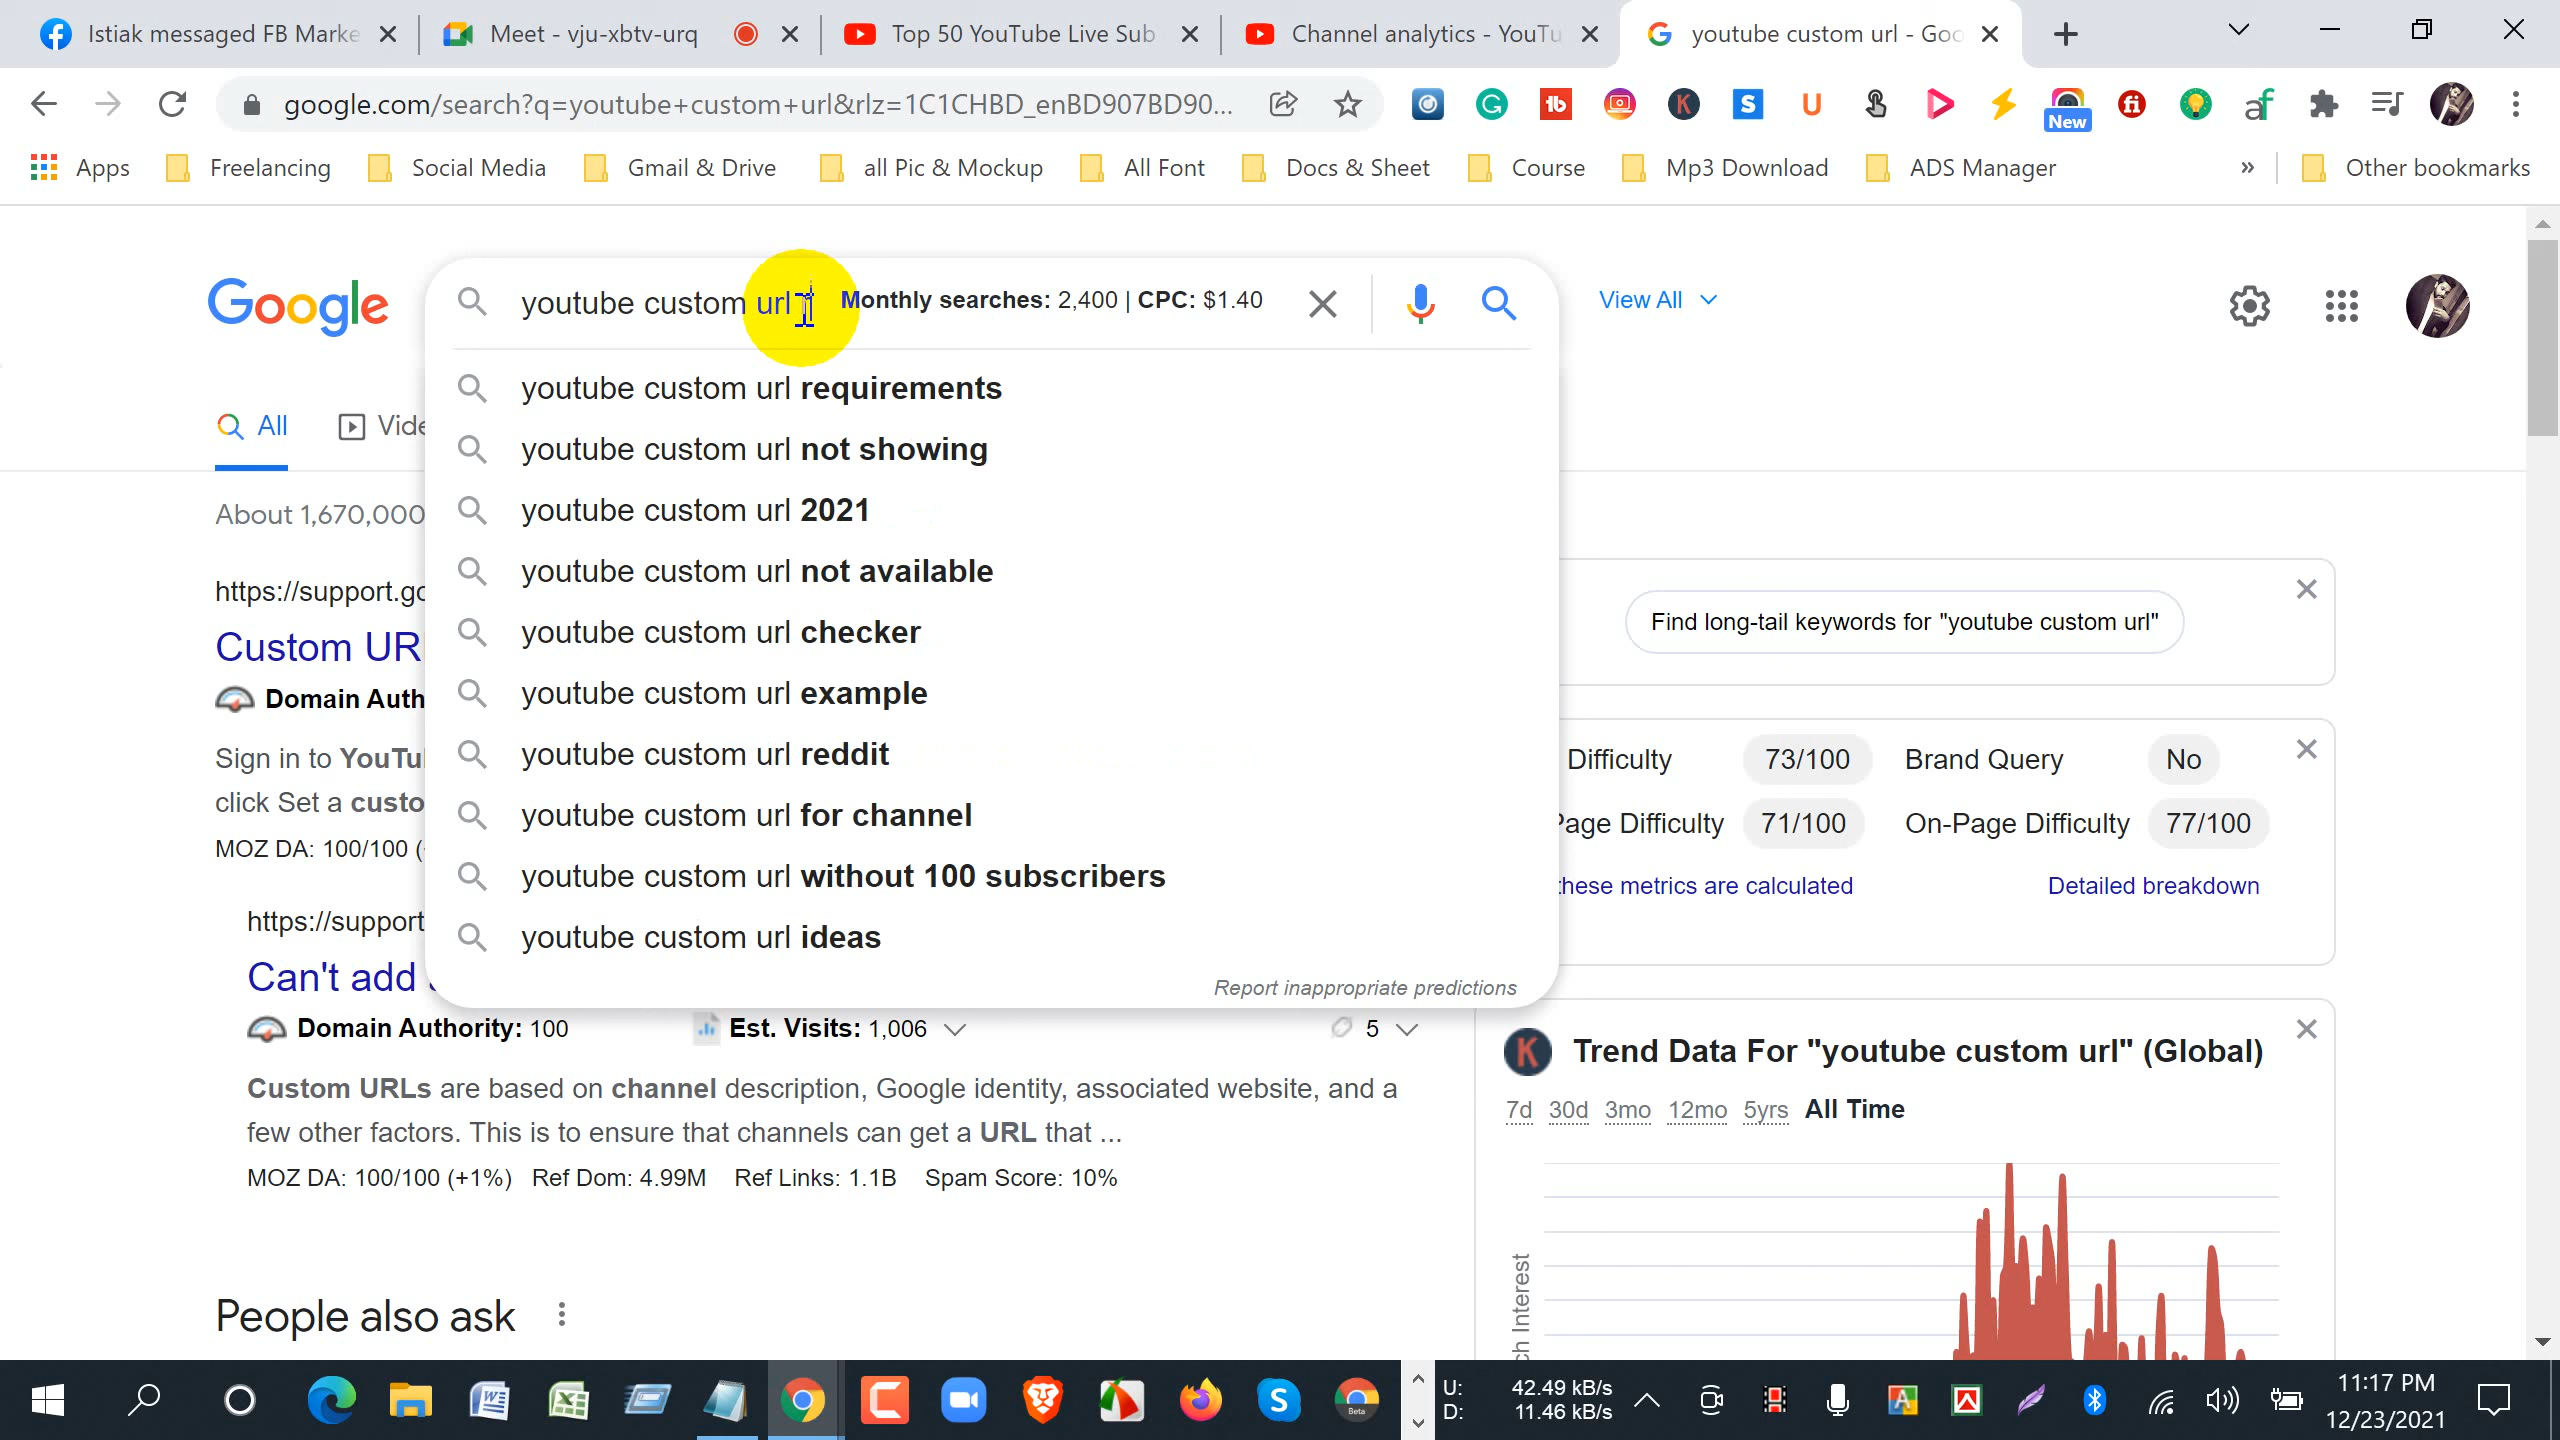 Istiak messaged FB Marke
Meet - vju-xbtv-urq
Top 50 YouTube Live Sub
Channel analytics - YouTu
youtube custom url - Goo
google.com/search?q=youtube+custom+url&rlz=1C1CHBD_enBD907BD90...
New
Apps
Freelancing
Social Media
Gmail & Drive
all Pic & Mockup
All Font
Docs & Sheet
Course
Mp3 Download
ADS Manager
»
Other bookmarks
Google
youtube custom url
Monthly searches: 2,400 | CPC: $1.40
View All
All
Vide
youtube custom url requirements
youtube custom url not showing
youtube custom url 2021
youtube custom url not available
youtube custom url checker
youtube custom url example
youtube custom url reddit
youtube custom url for channel
youtube custom url without 100 subscribers
youtube custom url ideas
Report inappropriate predictions
About 1,670,000
https://support.go
Custom UR
Domain Auth
Sign in to YouTu
click Set a custo
MOZ DA: 100/100 (
https://support
Can't add
Domain Authority: 100
Est. Visits: 1,006
5
Custom URLs are based on channel description, Google identity, associated website, and a
few other factors. This is to ensure that channels can get a URL that ...
MOZ DA: 100/100 (+1%) Ref Dom: 4.99M Ref Links: 1.1B Spam Score: 10%
People also ask
Find long-tail keywords for "youtube custom url"
Difficulty 73/100 Brand Query No
Page Difficulty 71/100 On-Page Difficulty 77/100
these metrics are calculated
Detailed breakdown
Trend Data For "youtube custom url" (Global)
7d 30d 3mo 12mo 5yrs All Time
ch Interest
Beta
U: 42.49 kB/s
D: 11.46 kB/s
11:17 PM
12/23/2021